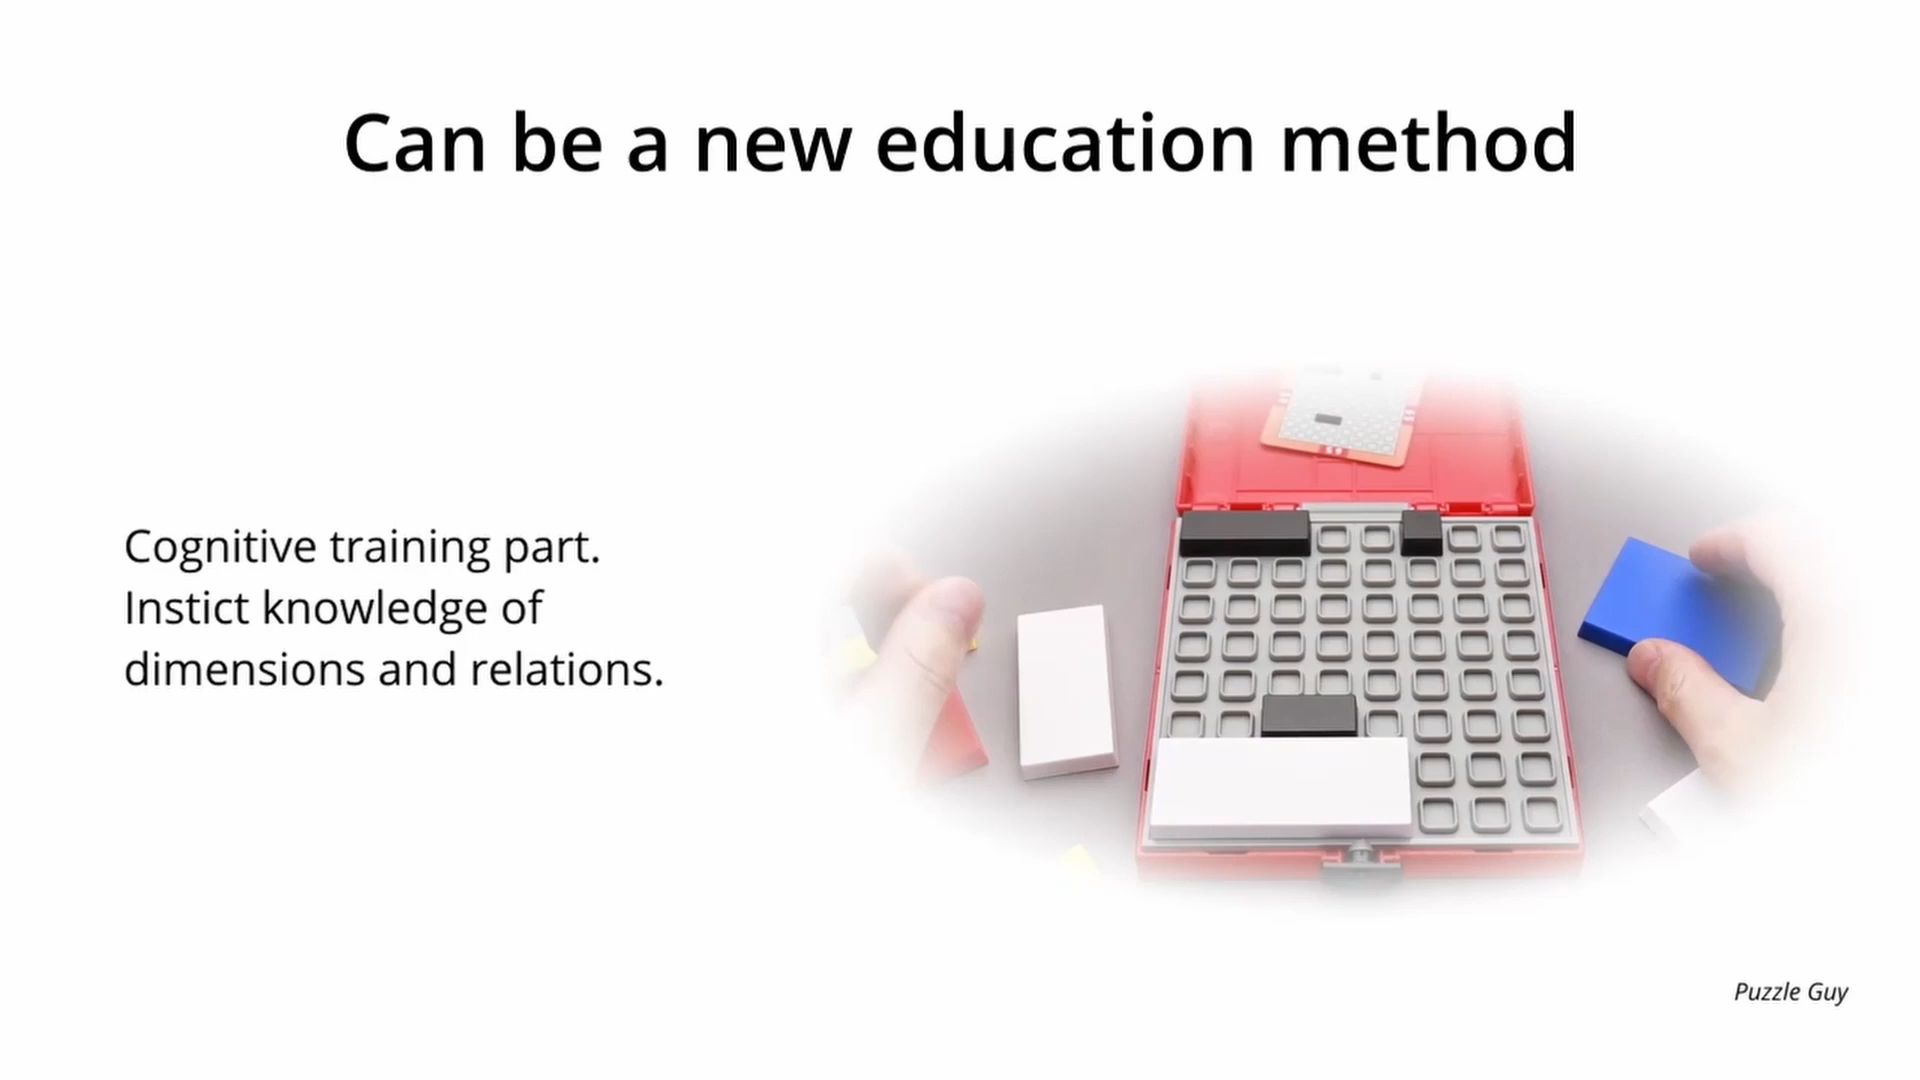 Can be a new education method
Cognitive training part.
Instict knowledge of
dimensions and relations.
Puzzle Guy